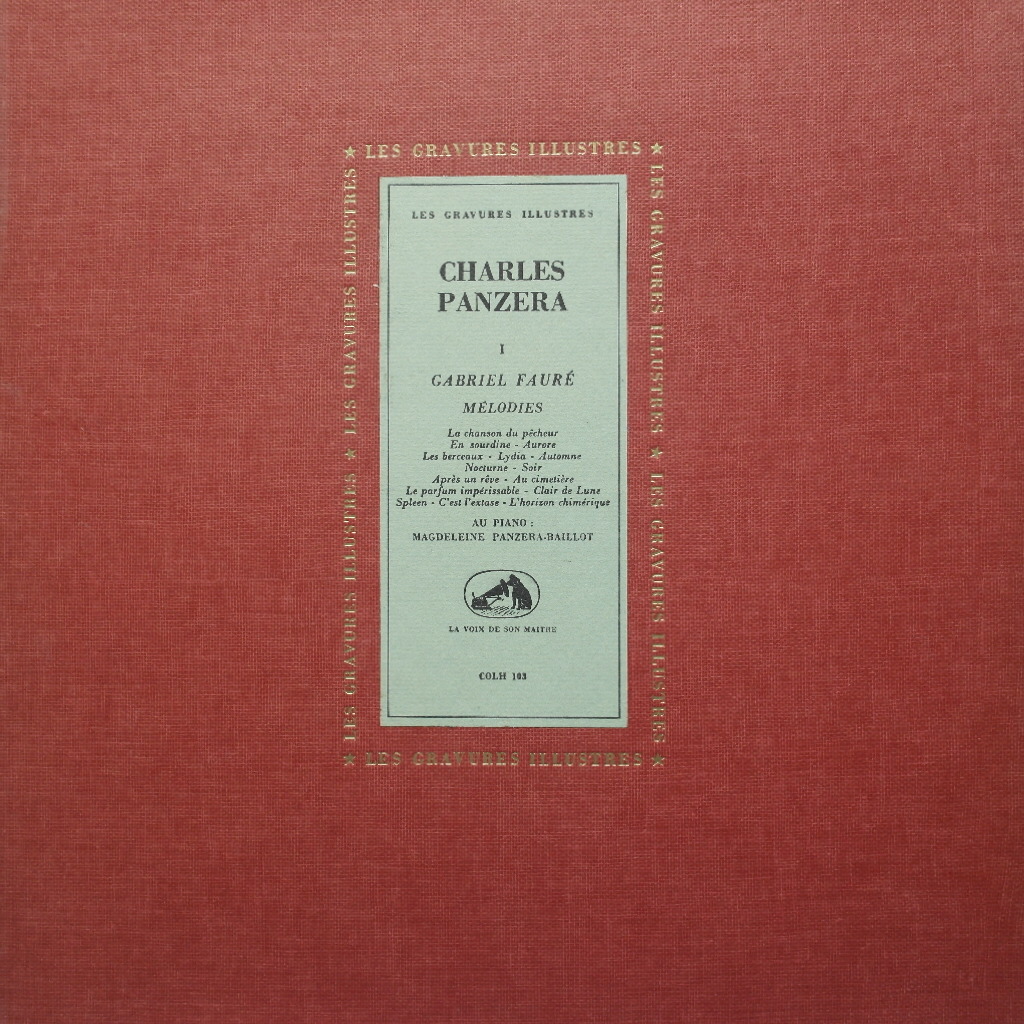 ★ LES GRAVURES ILLUSTRES ★
LES GRAVURES ILLUSTRES ★ LES GRAVURES ILLUSTRES
LES GRAVURES ILLUSTRES
CHARLES
PANZERA
I
GABRIEL FAURÉ
MÉLODIES
La chanson du pêcheur
En sourdine - Aurore
Les berceaux - Lydia - Automne
Nocturne - Soir
Après un rêve - Au cimetière
Le parfum impérissable - Clair de Lune
Spleen - C'est l'extase - L'horizon chimérique
AU PIANO :
MAGDELEINE PANZERA-BAILLOT
LA VOIX DE SON MAITRE
COLH 103
LES GRAVURES ILLUSTRES ★ LES GRAVURES ILLUSTRES
★ LES GRAVURES ILLUSTRES ★